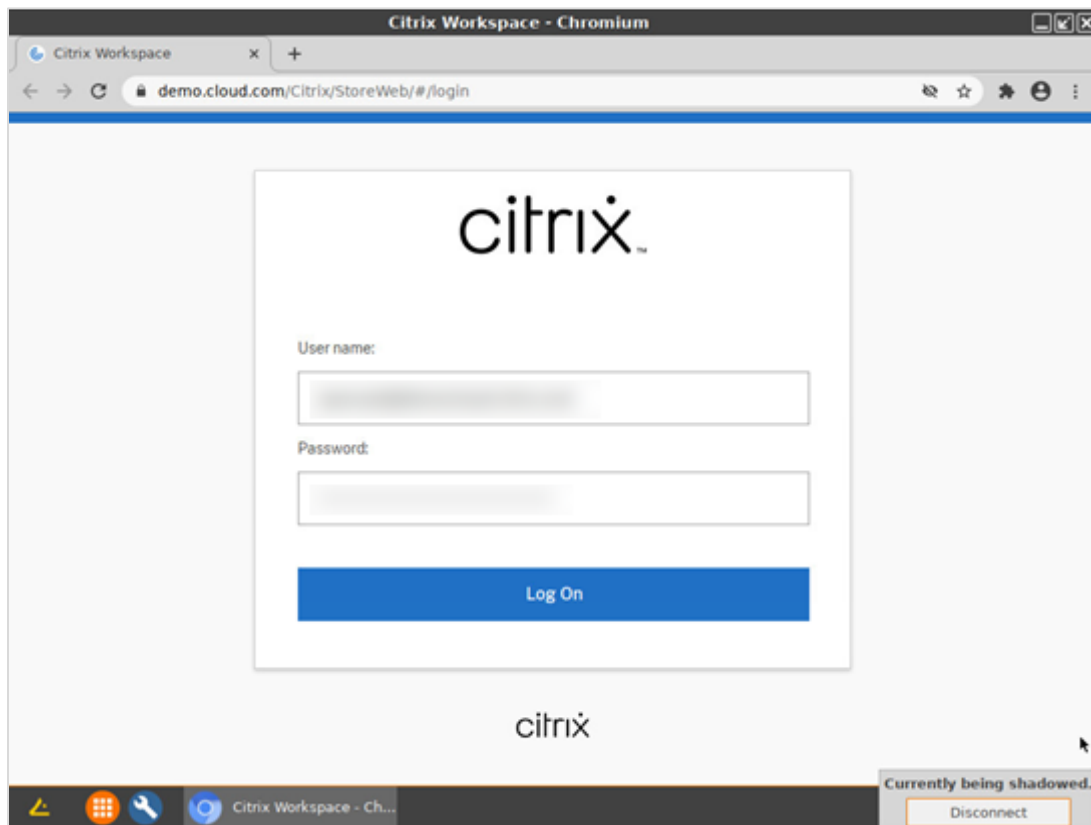 Citrix Workspace - Chromium
Citrix Workspace
demo.cloud.com/Citrix/StoreWeb/#/login
citrix™
User name:
Password:
Log On
citrix
Currently being shadowed.
Citrix Workspace - Ch...
Disconnect